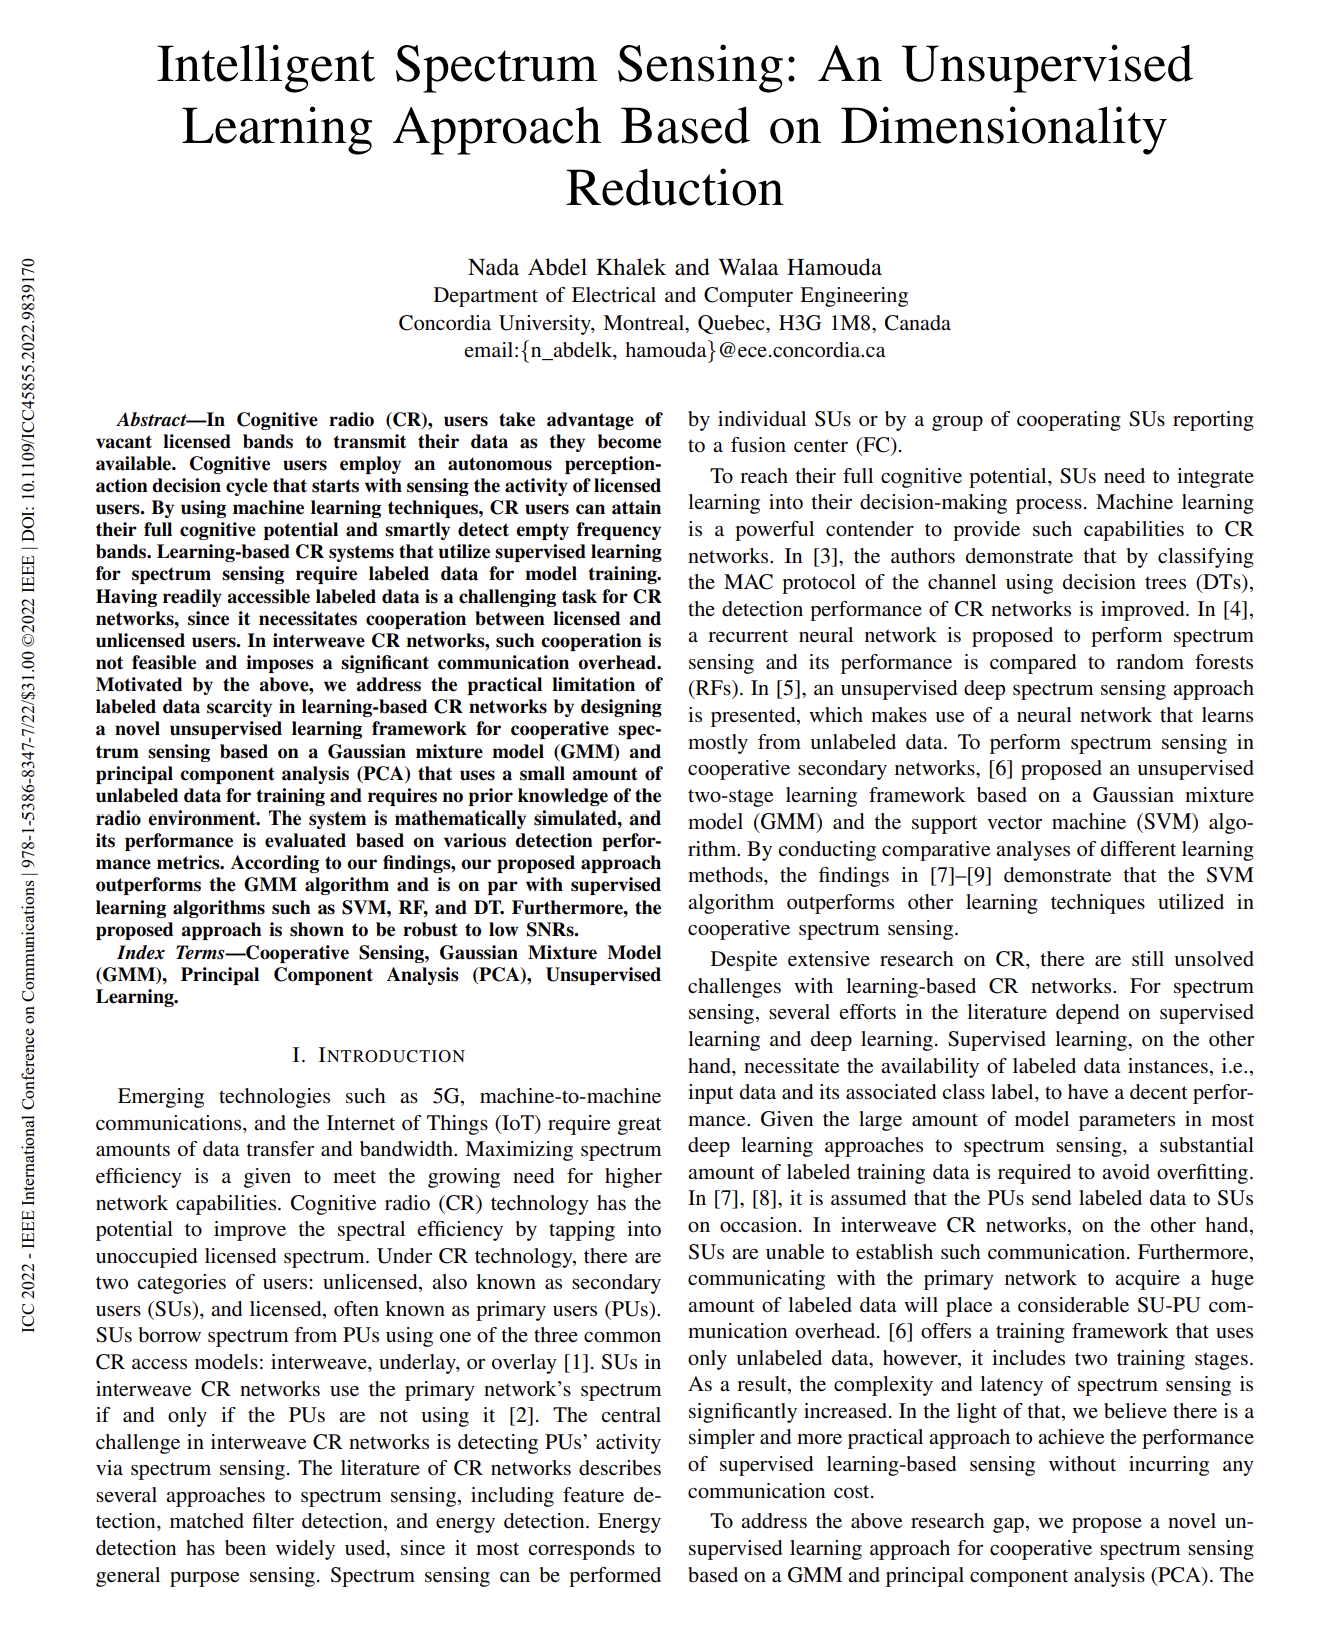 Intelligent Spectrum Sensing: An Unsupervised
Learning Approach Based on Dimensionality
Reduction
Nada Abdel Khalek and Walaa Hamouda
Department of Electrical and Computer Engineering
Concordia University, Montreal, Quebec, H3G 1M8, Canada
email:{n_abdelk, hamouda}@ece.concordia.ca
ICC 2022 - IEEE International Conference on Communications | 978-1-5386-8347-7/22/$31.00 ©2022 IEEE | DOI: 10.1109/ICC45855.2022.9839170
Abstract—In Cognitive radio (CR), users take advantage of
vacant licensed bands to transmit their data as they become
available. Cognitive users employ an autonomous perception-
action decision cycle that starts with sensing the activity of licensed
users. By using machine learning techniques, CR users can attain
their full cognitive potential and smartly detect empty frequency
bands. Learning-based CR systems that utilize supervised learning
for spectrum sensing require labeled data for model training.
Having readily accessible labeled data is a challenging task for CR
networks, since it necessitates cooperation between licensed and
unlicensed users. In interweave CR networks, such cooperation is
not feasible and imposes a significant communication overhead.
Motivated by the above, we address the practical limitation of
labeled data scarcity in learning-based CR networks by designing
a novel unsupervised learning framework for cooperative spec-
trum sensing based on a Gaussian mixture model (GMM) and
principal component analysis (PCA) that uses a small amount of
unlabeled data for training and requires no prior knowledge of the
radio environment. The system is mathematically simulated, and
its performance is evaluated based on various detection perfor-
mance metrics. According to our findings, our proposed approach
outperforms the GMM algorithm and is on par with supervised
learning algorithms such as SVM, RF, and DT. Furthermore, the
proposed approach is shown to be robust to low SNRs.
Index Terms—Cooperative Sensing, Gaussian Mixture Model
(GMM), Principal Component Analysis (PCA), Unsupervised
Learning.
I. INTRODUCTION
Emerging technologies such as 5G, machine-to-machine
communications, and the Internet of Things (IoT) require great
amounts of data transfer and bandwidth. Maximizing spectrum
efficiency is a given to meet the growing need for higher
network capabilities. Cognitive radio (CR) technology has the
potential to improve the spectral efficiency by tapping into
unoccupied licensed spectrum. Under CR technology, there are
two categories of users: unlicensed, also known as secondary
users (SUs), and licensed, often known as primary users (PUs).
SUs borrow spectrum from PUs using one of the three common
CR access models: interweave, underlay, or overlay [1]. SUs in
interweave CR networks use the primary network's spectrum
if and only if the PUs are not using it [2]. The central
challenge in interweave CR networks is detecting PUs' activity
via spectrum sensing. The literature of CR networks describes
several approaches to spectrum sensing, including feature de-
tection, matched filter detection, and energy detection. Energy
detection has been widely used, since it most corresponds to
general purpose sensing. Spectrum sensing can be performed
by individual SUs or by a group of cooperating SUs reporting
to a fusion center (FC).
To reach their full cognitive potential, SUs need to integrate
learning into their decision-making process. Machine learning
is a powerful contender to provide such capabilities to CR
networks. In [3], the authors demonstrate that by classifying
the MAC protocol of the channel using decision trees (DTs),
the detection performance of CR networks is improved. In [4],
a recurrent neural network is proposed to perform spectrum
sensing and its performance is compared to random forests
(RFs). In [5], an unsupervised deep spectrum sensing approach
is presented, which makes use of a neural network that learns
mostly from unlabeled data. To perform spectrum sensing in
cooperative secondary networks, [6] proposed an unsupervised
two-stage learning framework based on a Gaussian mixture
model (GMM) and the support vector machine (SVM) algo-
rithm. By conducting comparative analyses of different learning
methods, the findings in [7]–[9] demonstrate that the SVM
algorithm outperforms other learning techniques utilized in
cooperative spectrum sensing.
Despite extensive research on CR, there are still unsolved
challenges with learning-based CR networks. For spectrum
sensing, several efforts in the literature depend on supervised
learning and deep learning. Supervised learning, on the other
hand, necessitate the availability of labeled data instances, i.e.,
input data and its associated class label, to have a decent perfor-
mance. Given the large amount of model parameters in most
deep learning approaches to spectrum sensing, a substantial
amount of labeled training data is required to avoid overfitting.
In [7], [8], it is assumed that the PUs send labeled data to SUs
on occasion. In interweave CR networks, on the other hand,
SUs are unable to establish such communication. Furthermore,
communicating with the primary network to acquire a huge
amount of labeled data will place a considerable SU-PU com-
munication overhead. [6] offers a training framework that uses
only unlabeled data, however, it includes two training stages.
As a result, the complexity and latency of spectrum sensing is
significantly increased. In the light of that, we believe there is a
simpler and more practical approach to achieve the performance
of supervised learning-based sensing without incurring any
communication cost.
To address the above research gap, we propose a novel un-
supervised learning approach for cooperative spectrum sensing
based on a GMM and principal component analysis (PCA). The